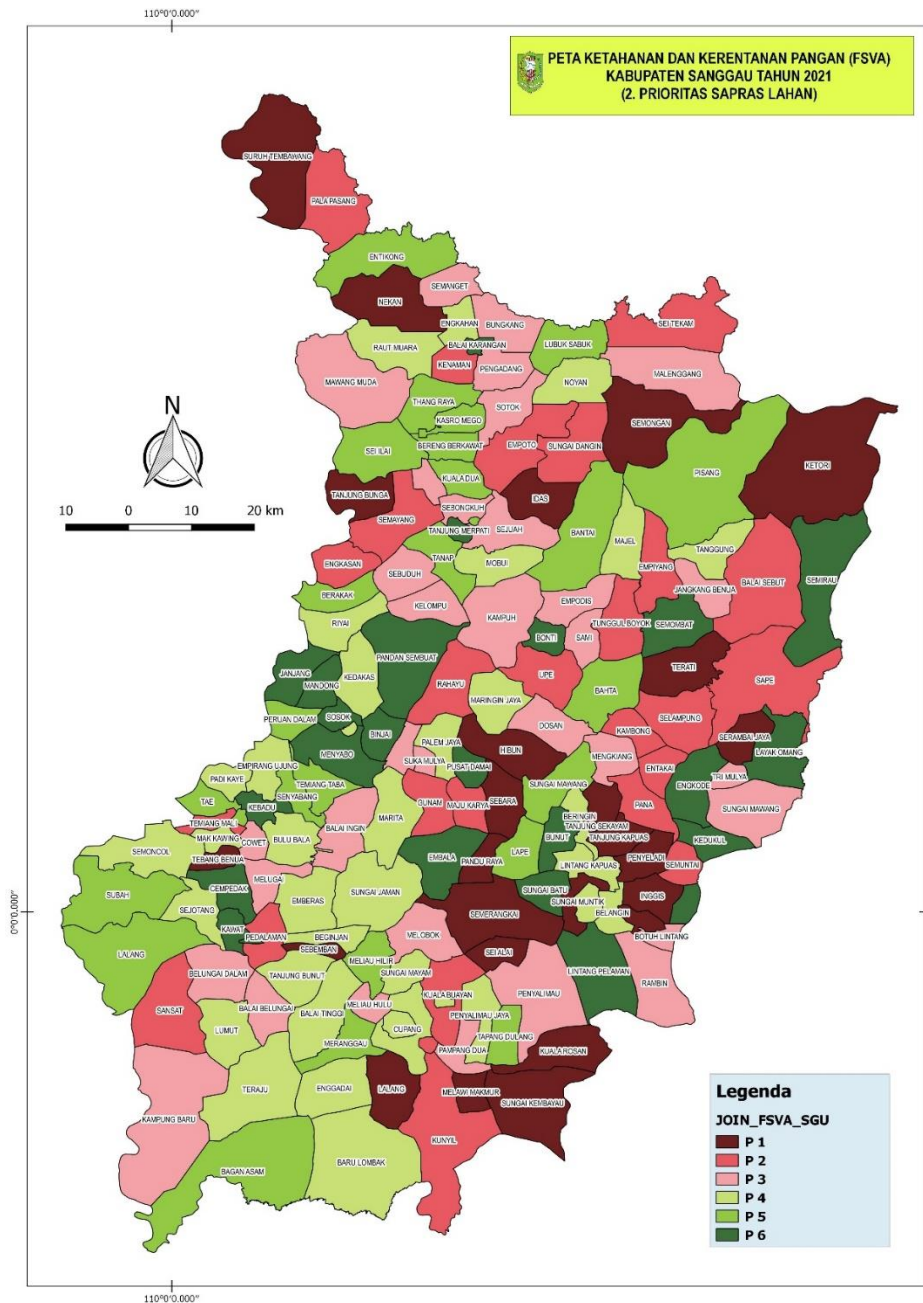 110°0'0.000"
PETA KETAHANAN DAN KERENTANAN PANGAN (FSVA)
KABUPATEN SANGGAU TAHUN 2021
(2. PRIORITAS SAPRAS LAHAN)
SURUH TEMBAWANG
PALA PASANG
ENTIKONG
NEKAN
SEMANGET
ENGKAHAN
BUNGKANG
SEI TEKAM
RAUT MUARA
BALAI KARANGAN
LUBUK SABUK
KENAMAN
PENGADANG
MALENGGANG
MAWANG MUDA
NOYAN
THANG RAYA
SOTOK
KASRO MEGO
SEMONGAN
N
BERENG BERKAWAT
EMPOTO
SUNGAI DANGIN
SEI ILAI
KETORI
PISANG
KUALA DUA
TANJUNG BUNGA
IDAS
10 0 10 20 km
SEBONGKUH
SEMAYANG
TANJUNG MERPATI
SEJUAH
BANTAI
MAJEL
TANGGUNG
TANAP
MOBUI
ENGKASAN
EMPIYANG
BALAI SEBUT
SEMIRAU
SEBUDUH
JANGKANG BENUA
BERAKAK
KELOMPU
EMPODIS
RIYAI
KAMPUH
TUNGGUL BOYOK
SEMOMBAT
BONTI
SAMI
PANDAN SEMBUAT
JANJANG
KEDAKAS
MANDONG
RAHAYU
UPE
TERATI
SAPE
MARINGIN JAYA
BAHTA
SOSOK
PERUAN DALAM
DOSAN
SELAMPUNG
BINJAI
KAMBONG
SERAMBAI JAYA
PALEM JAYA
HIBUN
MENYABO
SUKA MULYA
LAYAK OMANG
MENGKIANG
ENTAKAI
EMPIRANG UJUNG
PUSAT DAMAI
TRI MULYA
PADI KAYE
TEMIANG TABA
SUNGAI MAWANG
ENGKODE
SENYABANG
SEBARA
PANA
SUNGAI MAWANG
TAE
KEBADU
GUNAM
MAJU KARYA
BERINGIN
MARITA
TANJUNG SEKAYAM
TEMIANG MALI
BUNUT
TANJUNG KAPUAS
KEDUKUL
MAK KAWING
COWET
BULU BALA
BALAI INGIN
SEMONCOL
LAPE
PENYELADI
TEBANG BENUA
EMBALA
PANDU RAYA
LINTANG KAPUAS
SEMUNTAI
MELUGAI
CEMPEDAK
SUNGAI BATU
SUBAH
SUNGAI JAMAN
INGGIS
EMBERAS
SUNGAI MUNTIK
SEJOTANG
BELANGIN
0°0'0.000"
KAWAT
SEMERANGKAI
MELOBOK
PEDALAMAN
BEGINJAN
BOTUH LINTANG
SEBEMBAN
LALANG
SEI ALAI
MELIAU HILIR
SUNGAI MAYAM
LINTANG PELAMAN
BELUNGAI DALAM
TANJUNG BUNUT
RAMBIN
PENYALIMAU
KUALA BUAYAN
SANSAT
MELIAU HULU
BALAI BELUNGAI
BALAI TINGGI
PENYALIMAU JAYA
LUMUT
CUPANG
TAPANG DULANG
MERANGGAU
PAMPANG DUA
KUALA ROSAN
TERAJU
ENGGADAI
LALANG
MELAWI MAKMUR
SUNGAI KEMBAYAU
KAMPUNG BARU
KUNYIL
BARU LOMBAK
BAGAN ASAM
Legenda
JOIN_FSVA_SGU
P 1
P 2
P 3
P 4
P 5
P 6
110°0'0.000"